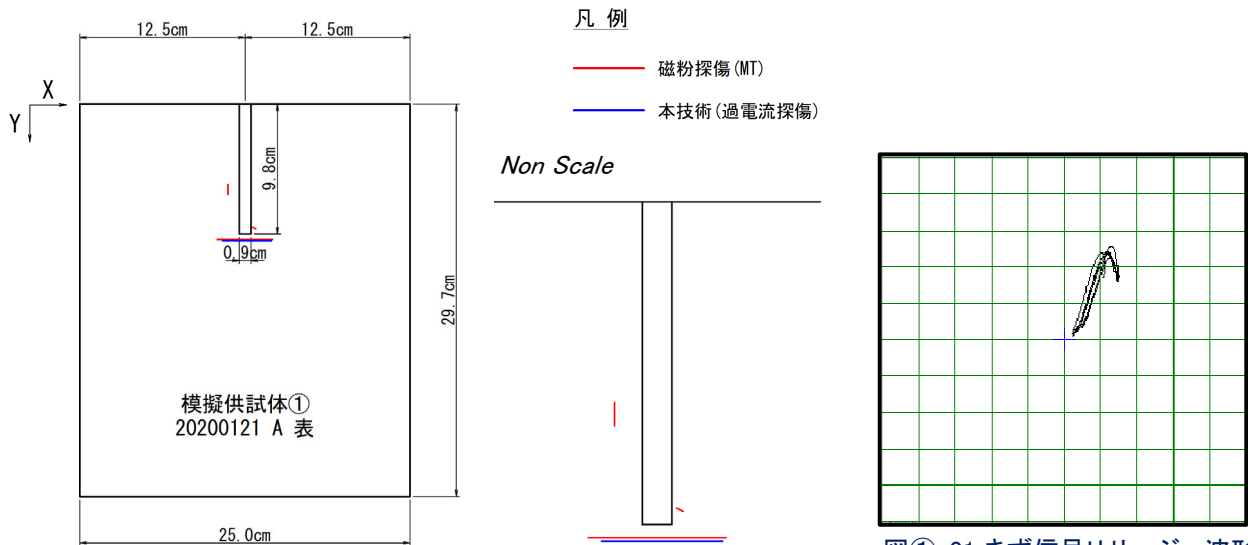 12.5cm 12.5cm
X
Y
9.8cm
0.9cm
29.7cm
模擬供試体①
20200121 A 表
25.0cm
凡 例
磁粉探傷(MT)
本技術(過電流探傷)
Non Scale